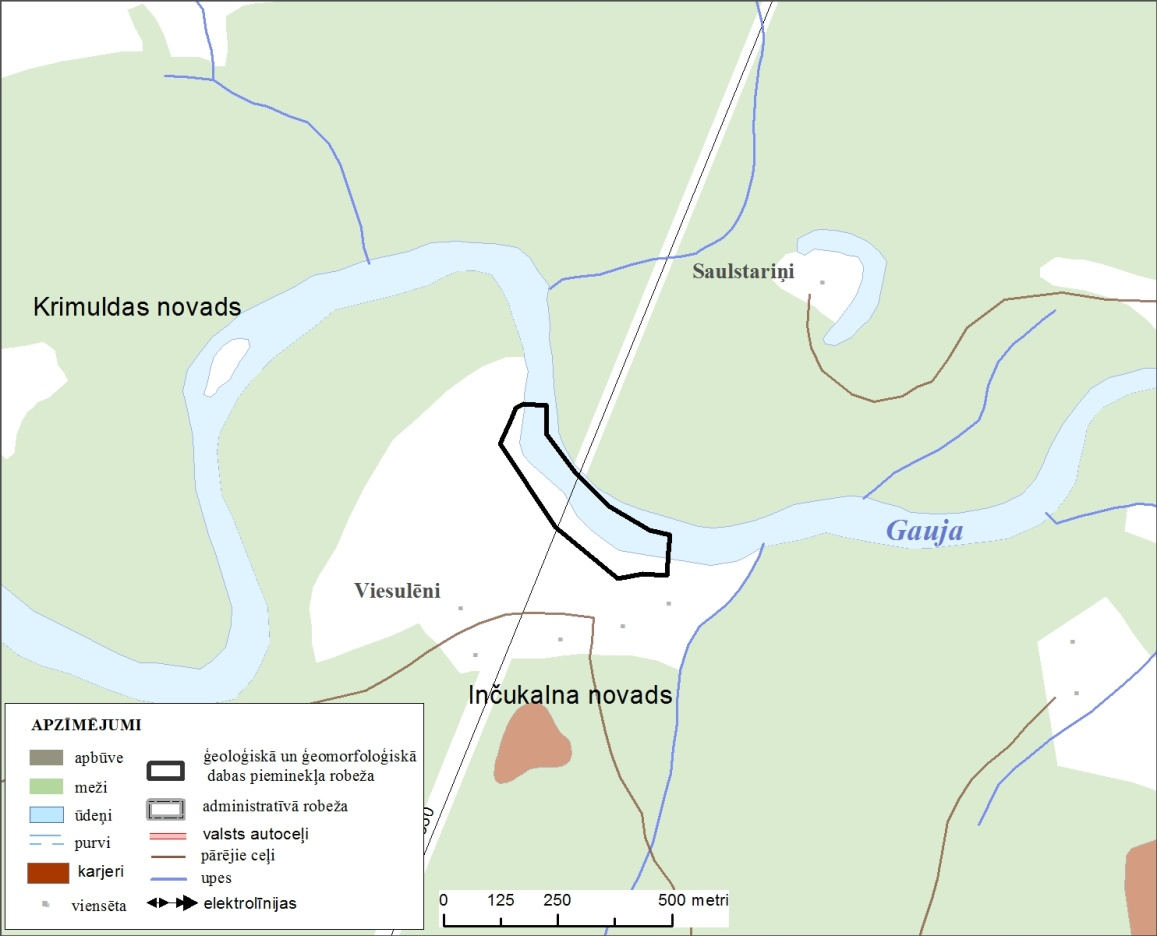 Saulstariņi
Krimuldas novads
Gauja
Viesulēni
Inčukalna novads
APZĪMĒJUMI
apbūve
meži
ūdeņi
purvi
karjeri
viensēta
ģeoloģiskā un ģeomorfoloģiskā
dabas pieminekļa robeža
administratīvā robeža
valsts autoceļi
pārējie ceļi
upes
elektrolīnijas
0 125 250 500 metri